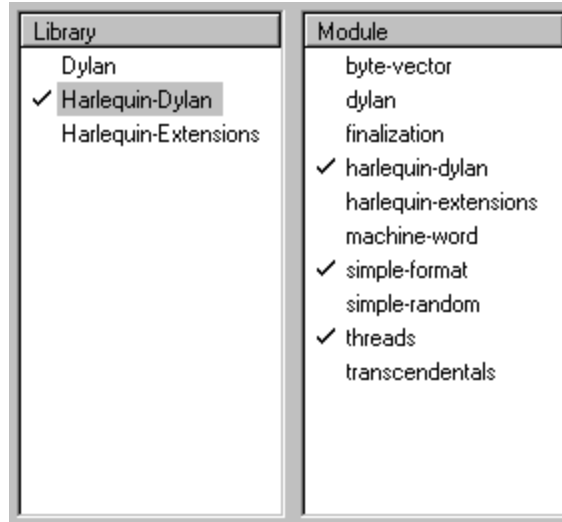 Library
Dylan
Harlequin-Dylan
Harlequin-Extensions
Module
byte-vector
dylan
finalization
harlequin-dylan
harlequin-extensions
machine-word
simple-format
simple-random
threads
transcendentals